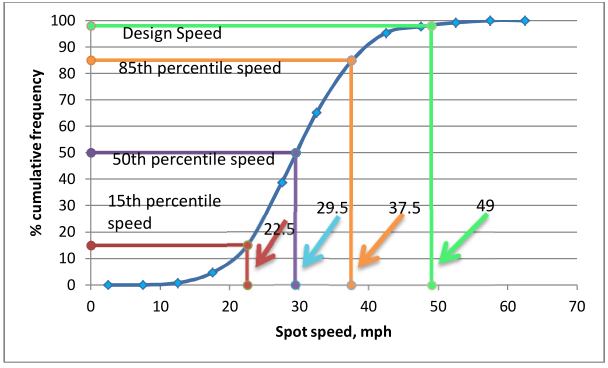 100
90
80
70
60
50
40
30
20
10
0
% cumulative frequency
Design Speed
85th percentile speed
50th percentile speed
15th percentile
speed
22.5
29.5
37.5
49
0 10 20 30 40 50 60 70
Spot speed, mph